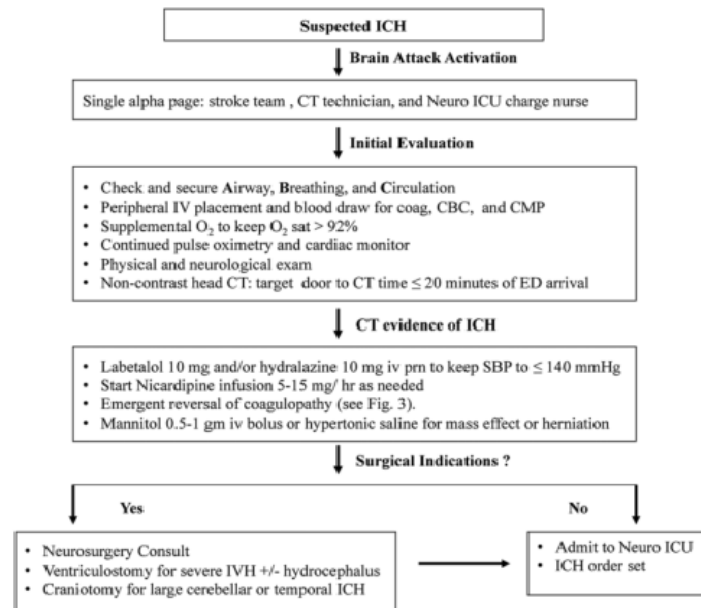 Suspected ICH
Brain Attack Activation
Single alpha page: stroke team , CT technician, and Neuro ICU charge nurse
Initial Evaluation
• Check and secure Airway, Breathing, and Circulation
• Peripheral IV placement and blood draw for coag, CBC, and CMP
• Supplemental O₂ to keep O₂ sat > 92%
• Continued pulse oximetry and cardiac monitor
• Physical and neurological exam
• Non-contrast head CT: target door to CT time ≤ 20 minutes of ED arrival
CT evidence of ICH
• Labetalol 10 mg and/or hydralazine 10 mg iv prn to keep SBP to ≤ 140 mmHg
• Start Nicardipine infusion 5-15 mg/ hr as needed
• Emergent reversal of coagulopathy (see Fig. 3).
• Mannitol 0.5-1 gm iv bolus or hypertonic saline for mass effect or herniation
Surgical Indications ?
Yes
• Neurosurgery Consult
• Ventriculostomy for severe IVH +/- hydrocephalus
• Craniotomy for large cerebellar or temporal ICH
No
• Admit to Neuro ICU
• ICH order set